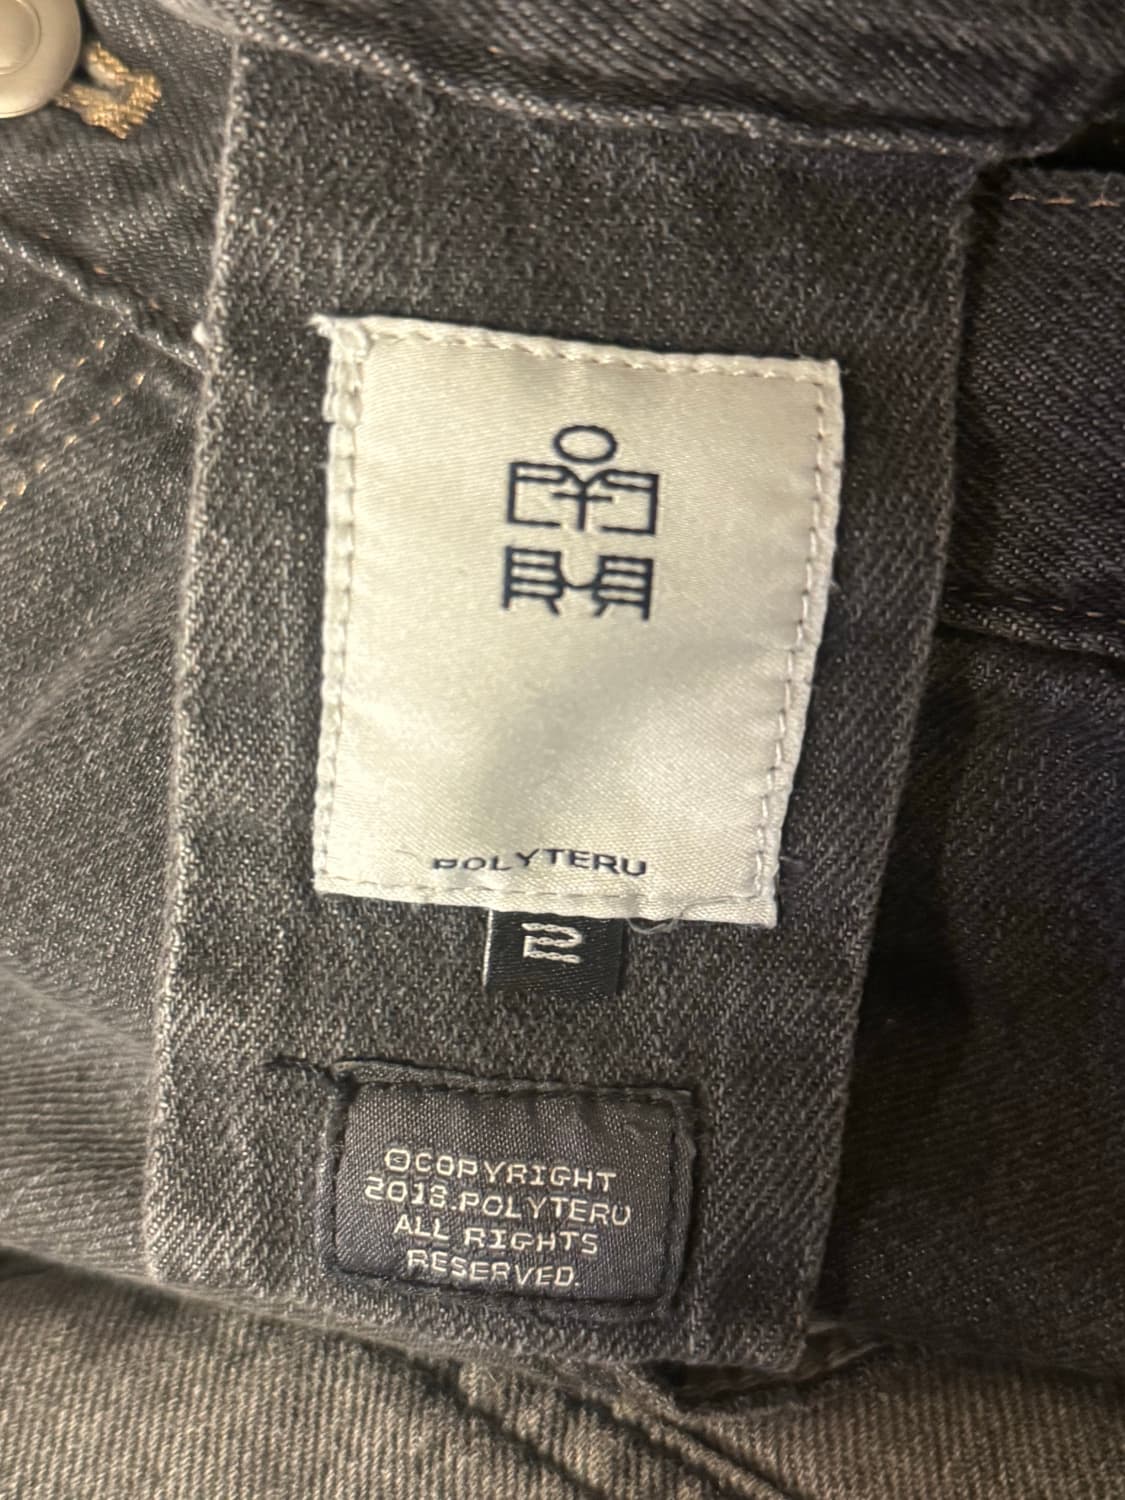 POLYTERU
2
©COPYRIGHT
2018.POLYTERU
ALL RIGHTS
RESERVED.